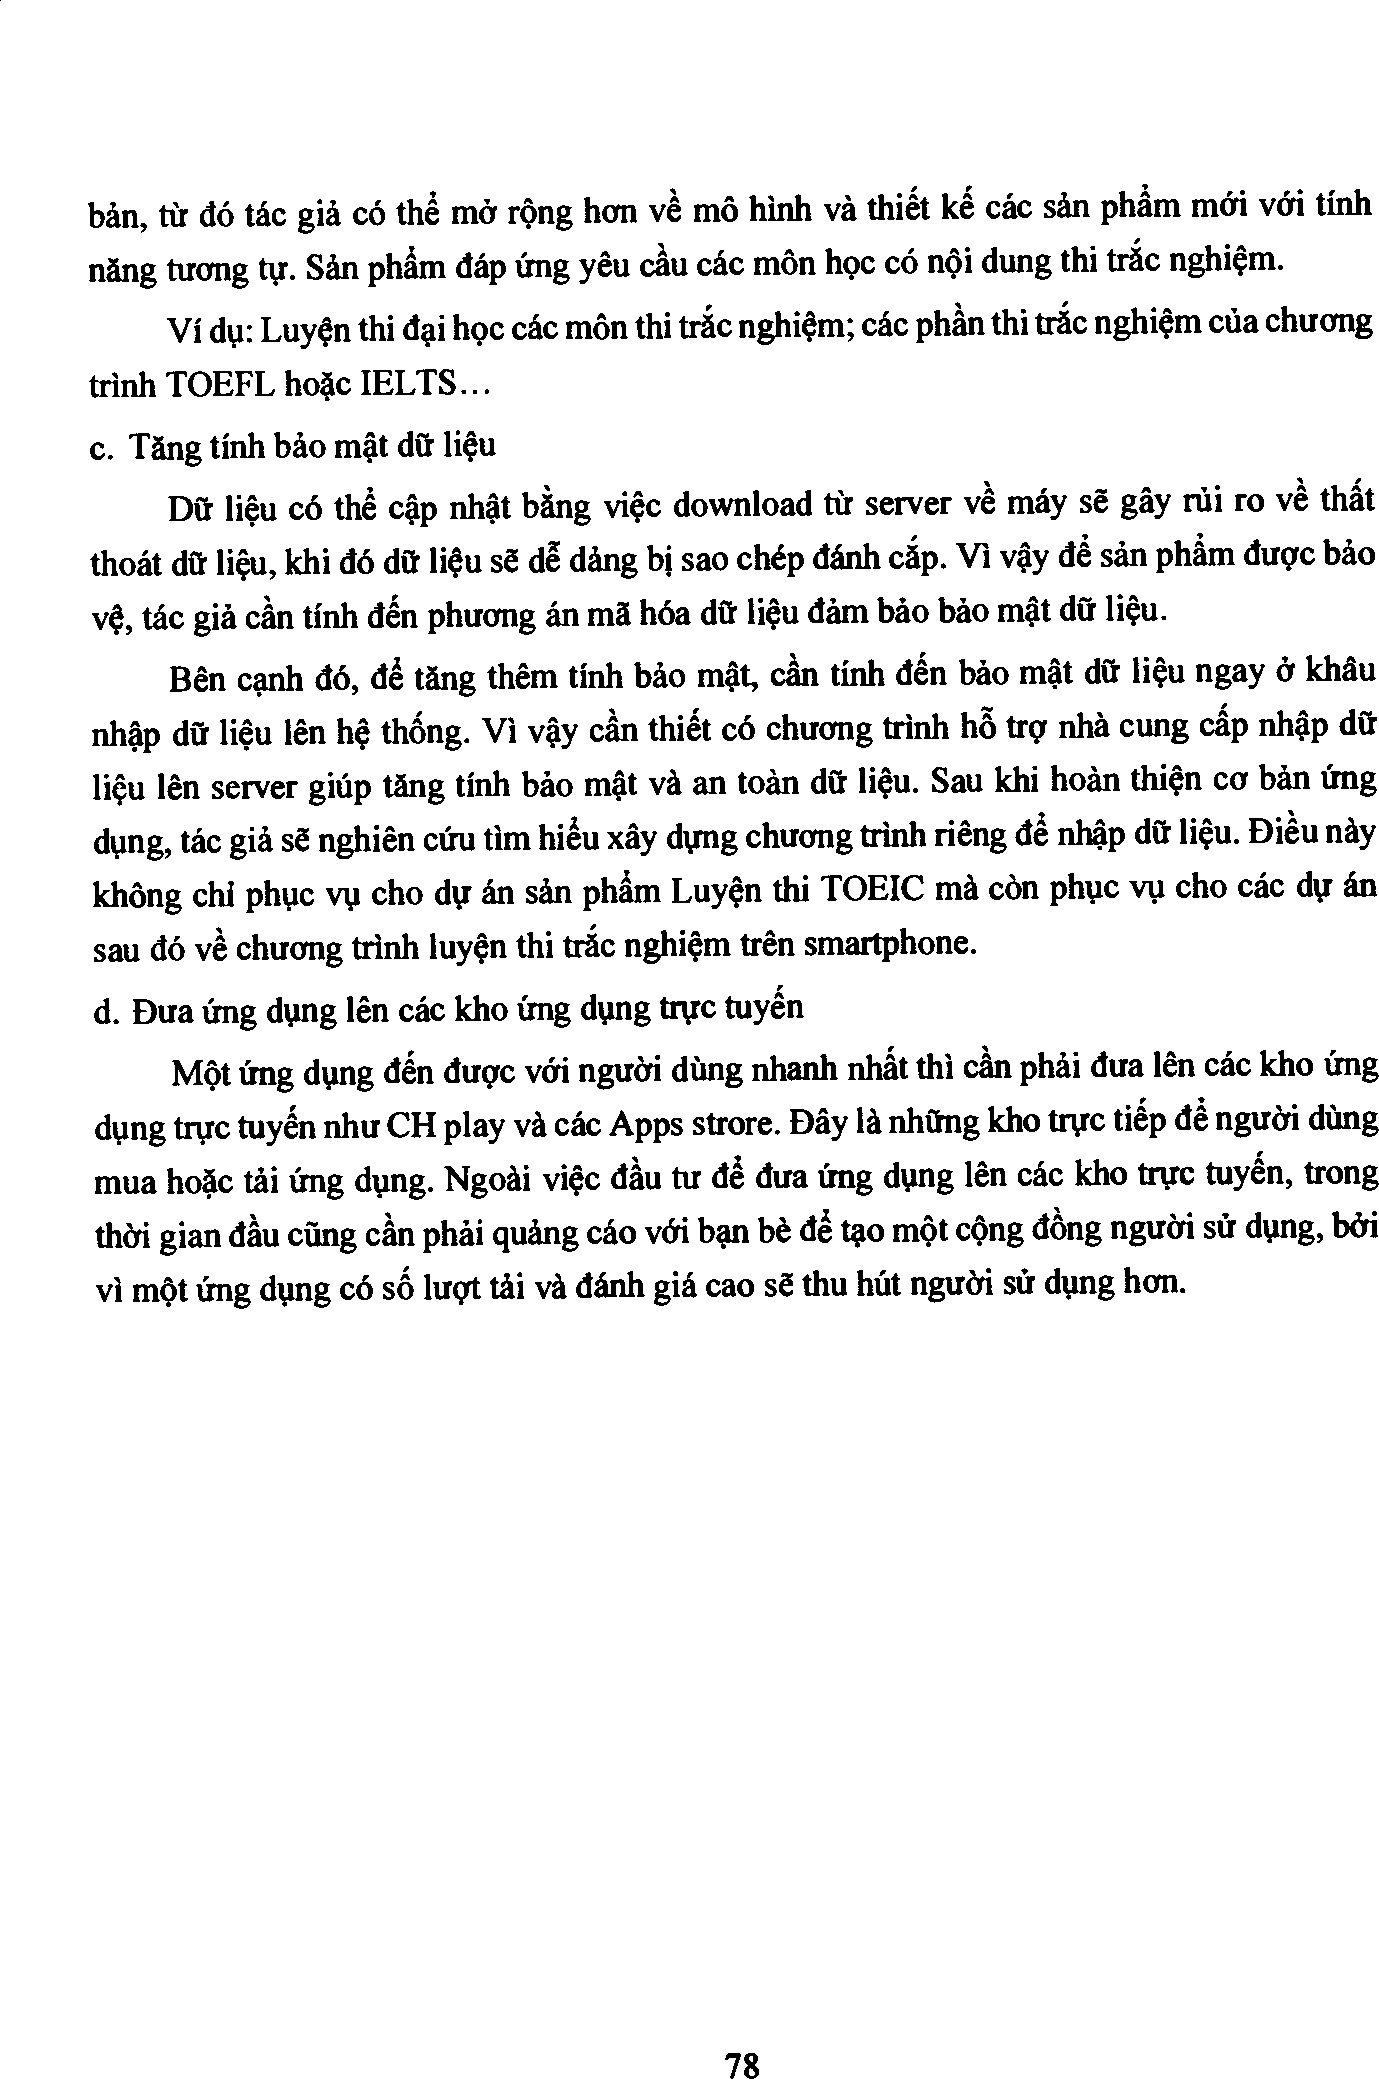 bản, từ đó tác giả có thể mở rộng hơn về mô hình và thiết kế các sản phẩm mới với tính
năng tương tự. Sản phẩm đáp ứng yêu cầu các môn học có nội dung thi trắc nghiệm.
Ví dụ: Luyện thi đại học các môn thi trắc nghiệm; các phần thi trắc nghiệm của chương
trình TOEFL hoặc IELTS…
c. Tăng tính bảo mật dữ liệu
Dữ liệu có thể cập nhật bằng việc download từ server về máy sẽ gây rủi ro về thất
thoát dữ liệu, khi đó dữ liệu sẽ dễ dảng bị sao chép đánh cắp. Vì vậy để sản phẩm được bảo
vệ, tác giả cần tính đến phương án mã hóa dữ liệu đảm bảo bảo mật dữ liệu.
Bên cạnh đó, để tăng thêm tính bảo mật, cần tính đến bảo mật dữ liệu ngay ở khâu
nhập dữ liệu lên hệ thống. Vì vậy cần thiết có chương trình hỗ trợ nhà cung cấp nhập dữ
liệu lên server giúp tăng tính bảo mật và an toàn dữ liệu. Sau khi hoàn thiện cơ bản ứng
dụng, tác giả sẽ nghiên cứu tìm hiểu xây dựng chương trình riêng để nhập dữ liệu. Điều này
không chỉ phục vụ cho dự án sản phẩm Luyện thi TOEIC mà còn phục vụ cho các dự án
sau đó về chương trình luyện thi trắc nghiệm trên smartphone.
d. Đưa ứng dụng lên các kho ứng dụng trực tuyến
Một ứng dụng đến được với người dùng nhanh nhất thì cần phải đưa lên các kho ứng
dụng trực tuyến như CH play và các Apps strore. Đây là những kho trực tiếp để người dùng
mua hoặc tải ứng dụng. Ngoài việc đầu tư để đưa ứng dụng lên các kho trực tuyến, trong
thời gian đầu cũng cần phải quảng cáo với bạn bè để tạo một cộng đồng người sử dụng, bởi
vì một ứng dụng có số lượt tải và đánh giá cao sẽ thu hút người sử dụng hơn.
78